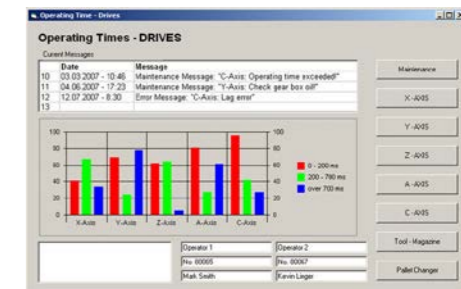 Operating Time - Drives
Operating Times - DRIVES
Current Messages
Date Message
10 03.03.2007 - 10:46 Maintenance Message: "C-Axis: Operating time exceeded!"
11 04.06.2007 - 17:23 Maintenance Message: "Y-Axis: Check gear box oil!"
12 12.07.2007 - 8:30 Error Message: "C-Axis: Lag error"
13
Maintenance
X-AXIS
Y-AXIS
Z-AXIS
A-AXIS
C-AXIS
Tool - Magazine
Pallet Changer
100 100
80 80
60 60
40 40
20 20
0 0
X-Axis Y-Axis Z-Axis A-Axis C-Axis
0 - 200 ms
200 - 700 ms
over 700 ms
Operator 1 Operator 2
No. 80065 No. 80067
Mark Smith Kevin Linger